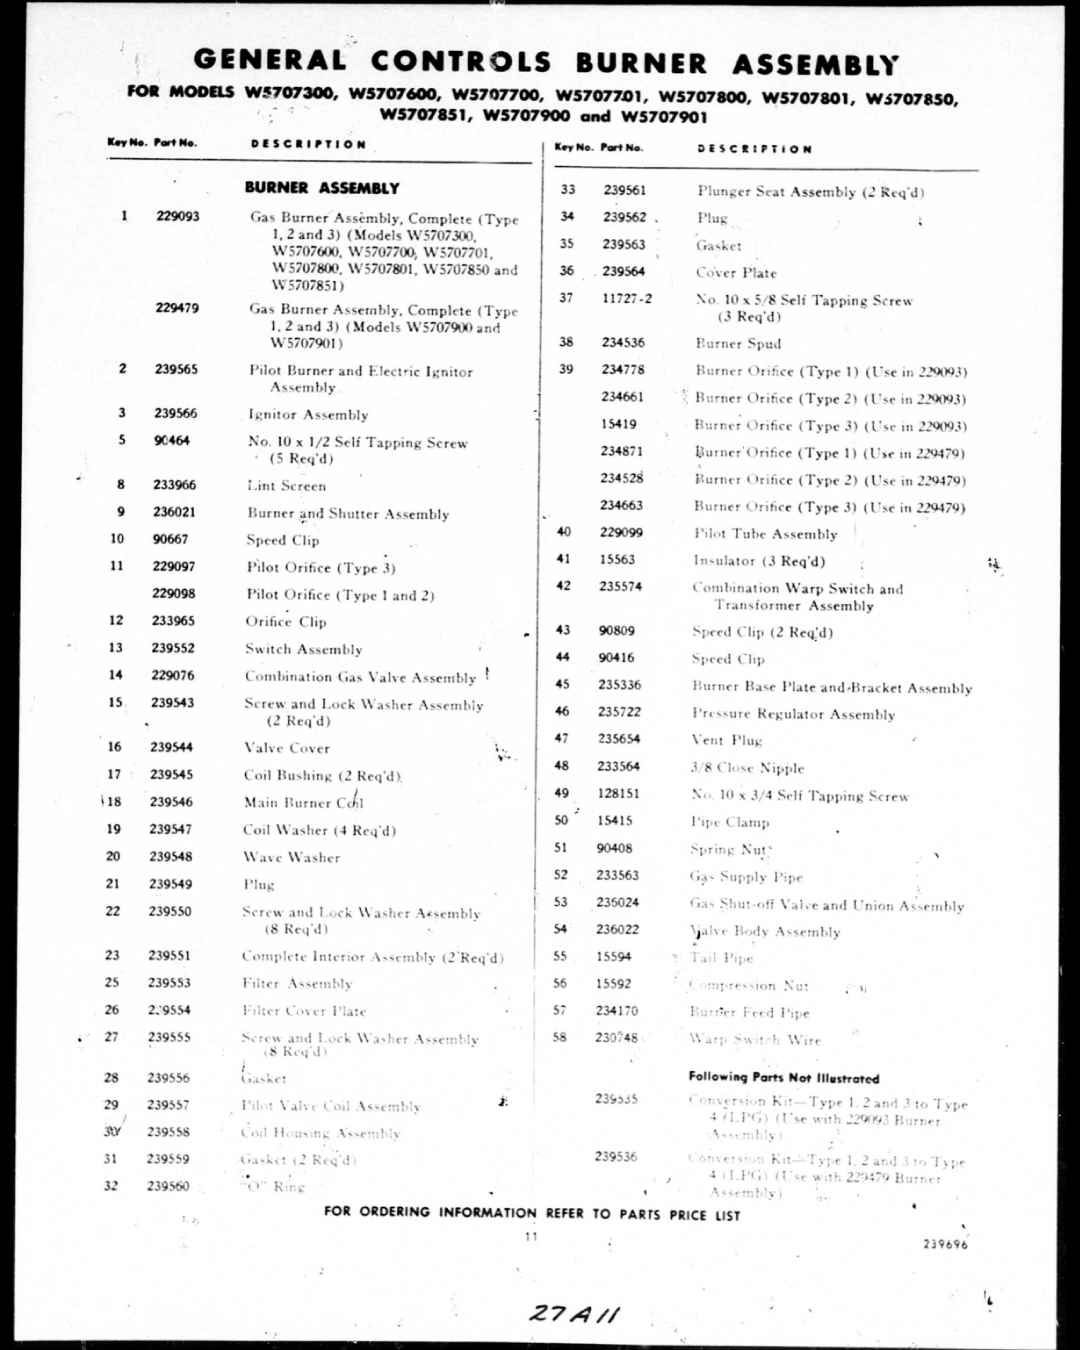 GENERAL CONTROLS BURNER ASSEMBLY
FOR MODELS W5707300, W5707600, W5707700, W5707701, W5707800, W5707801, W5707850,
W5707851, W5707900 and W5707901
Key No. Part No. DESCRIPTION
BURNER ASSEMBLY
1 229093 Gas Burner Assembly, Complete (Type
1, 2 and 3) (Models W5707300,
W5707600, W5707700, W5707701,
W5707800, W5707801, W5707850 and
W5707851)
229479 Gas Burner Assembly, Complete (Type
1, 2 and 3) (Models W5707900 and
W5707901)
2 239565 Pilot Burner and Electric Ignitor
Assembly
3 239566 Ignitor Assembly
5 90464 No. 10 x 1/2 Self Tapping Screw
(5 Req'd)
8 233966 Lint Screen
9 236021 Burner and Shutter Assembly
10 90667 Speed Clip
11 229097 Pilot Orifice (Type 3)
229098 Pilot Orifice (Type 1 and 2)
12 233965 Orifice Clip
13 239552 Switch Assembly
14 229076 Combination Gas Valve Assembly
15 239543 Screw and Lock Washer Assembly
(2 Req'd)
16 239544 Valve Cover
17 239545 Coil Bushing (2 Req'd)
18 239546 Main Burner Coil
19 239547 Coil Washer (4 Req'd)
20 239548 Wave Washer
21 239549 Plug
22 239550 Screw and Lock Washer Assembly
(8 Req'd)
23 239551 Complete Interior Assembly (2 Req'd)
25 239553 Filter Assembly
26 239554 Filter Cover Plate
27 239555 Screw and Lock Washer Assembly
(8 Req'd)
28 239556 Gasket
29 239557 Pilot Valve Coil Assembly
30 239558 Coil Housing Assembly
31 239559 Gasket (2 Req'd)
32 239560 "O" Ring
Key No. Part No. DESCRIPTION
33 239561 Plunger Seat Assembly (2 Req'd)
34 239562 Plug
35 239563 Gasket
36 239564 Cover Plate
37 11727-2 No. 10 x 5/8 Self Tapping Screw
(3 Req'd)
38 234536 Burner Spud
39 234778 Burner Orifice (Type 1) (Use in 229093)
234661 Burner Orifice (Type 2) (Use in 229093)
15419 Burner Orifice (Type 3) (Use in 229093)
234871 Burner Orifice (Type 1) (Use in 229479)
234528 Burner Orifice (Type 2) (Use in 229479)
234663 Burner Orifice (Type 3) (Use in 229479)
40 229099 Pilot Tube Assembly
41 15563 Insulator (3 Req'd)
42 235574 Combination Warp Switch and
Transformer Assembly
43 90809 Speed Clip (2 Req'd)
44 90416 Speed Clip
45 235336 Burner Base Plate and Bracket Assembly
46 235722 Pressure Regulator Assembly
47 235654 Vent Plug
48 233564 3/8 Close Nipple
49 128151 No. 10 x 3/4 Self Tapping Screw
50 15415 Pipe Clamp
51 90408 Spring Nut
52 233563 Gas Supply Pipe
53 236024 Gas Shut-off Valve and Union Assembly
54 236022 Valve Body Assembly
55 15594 Tail Pipe
56 15592 Compression Nut
57 234170 Burner Feed Pipe
58 230748 Warp Switch Wire
Following Parts Not Illustrated
239535 Conversion Kit—Type 1, 2 and 3 to Type
4 (LPG) (Use with 229093 Burner
Assembly)
239536 Conversion Kit—Type 1, 2 and 3 to Type
4 (LPG) (Use with 229479 Burner
Assembly)
FOR ORDERING INFORMATION REFER TO PARTS PRICE LIST
11
239696
27A11